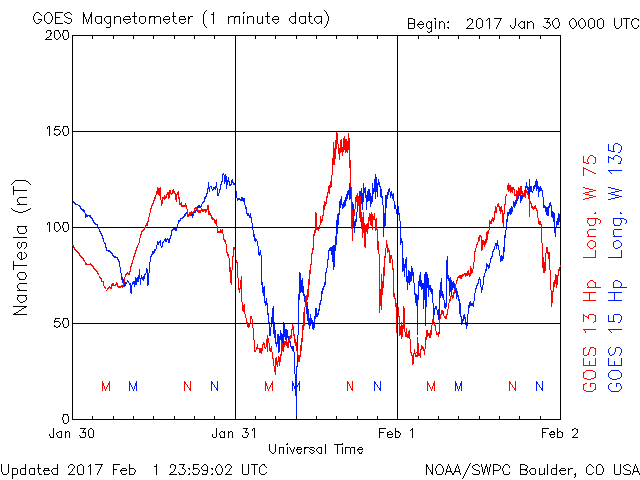 GOES Magnetometer (1 minute data)
Begin: 2017 Jan 30 0000 UTC
200
150
100
50
0
NanoTesla (nT)
M M N N M M N N M M N N
Jan 30 Jan 31 Feb 1 Feb 2
Universal Time
GOES 13 Hp Long. W 75
GOES 15 Hp Long. W 135
Updated 2017 Feb 1 23:59:02 UTC
NOAA/SWPC Boulder, CO USA